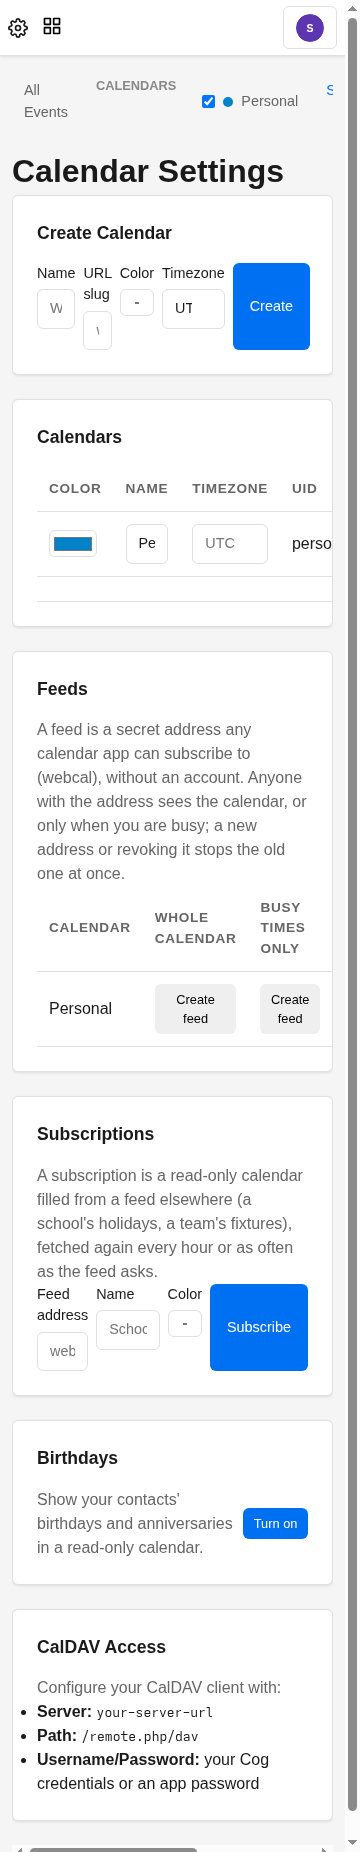 S
All
Events
CALENDARS
Personal
Calendar Settings
Create Calendar
Name
URL
slug
Color
Timezone
-
Create
Calendars
COLOR
NAME
TIMEZONE
UID
Pe
UTC
perso
Feeds
A feed is a secret address any
calendar app can subscribe to
(webcal), without an account. Anyone
with the address sees the calendar, or
only when you are busy; a new
address or revoking it stops the old
one at once.
CALENDAR
WHOLE
CALENDAR
BUSY
TIMES
ONLY
Personal
Create
feed
Create
feed
Subscriptions
A subscription is a read-only calendar
filled from a feed elsewhere (a
school's holidays, a team's fixtures),
fetched again every hour or as often
as the feed asks.
Feed
address
Name
Color
web
Schoo
-
Subscribe
Birthdays
Show your contacts'
birthdays and anniversaries
in a read-only calendar.
Turn on
CalDAV Access
Configure your CalDAV client with:
Server: your-server-url
Path: /remote.php/dav
Username/Password: your Cog
credentials or an app password